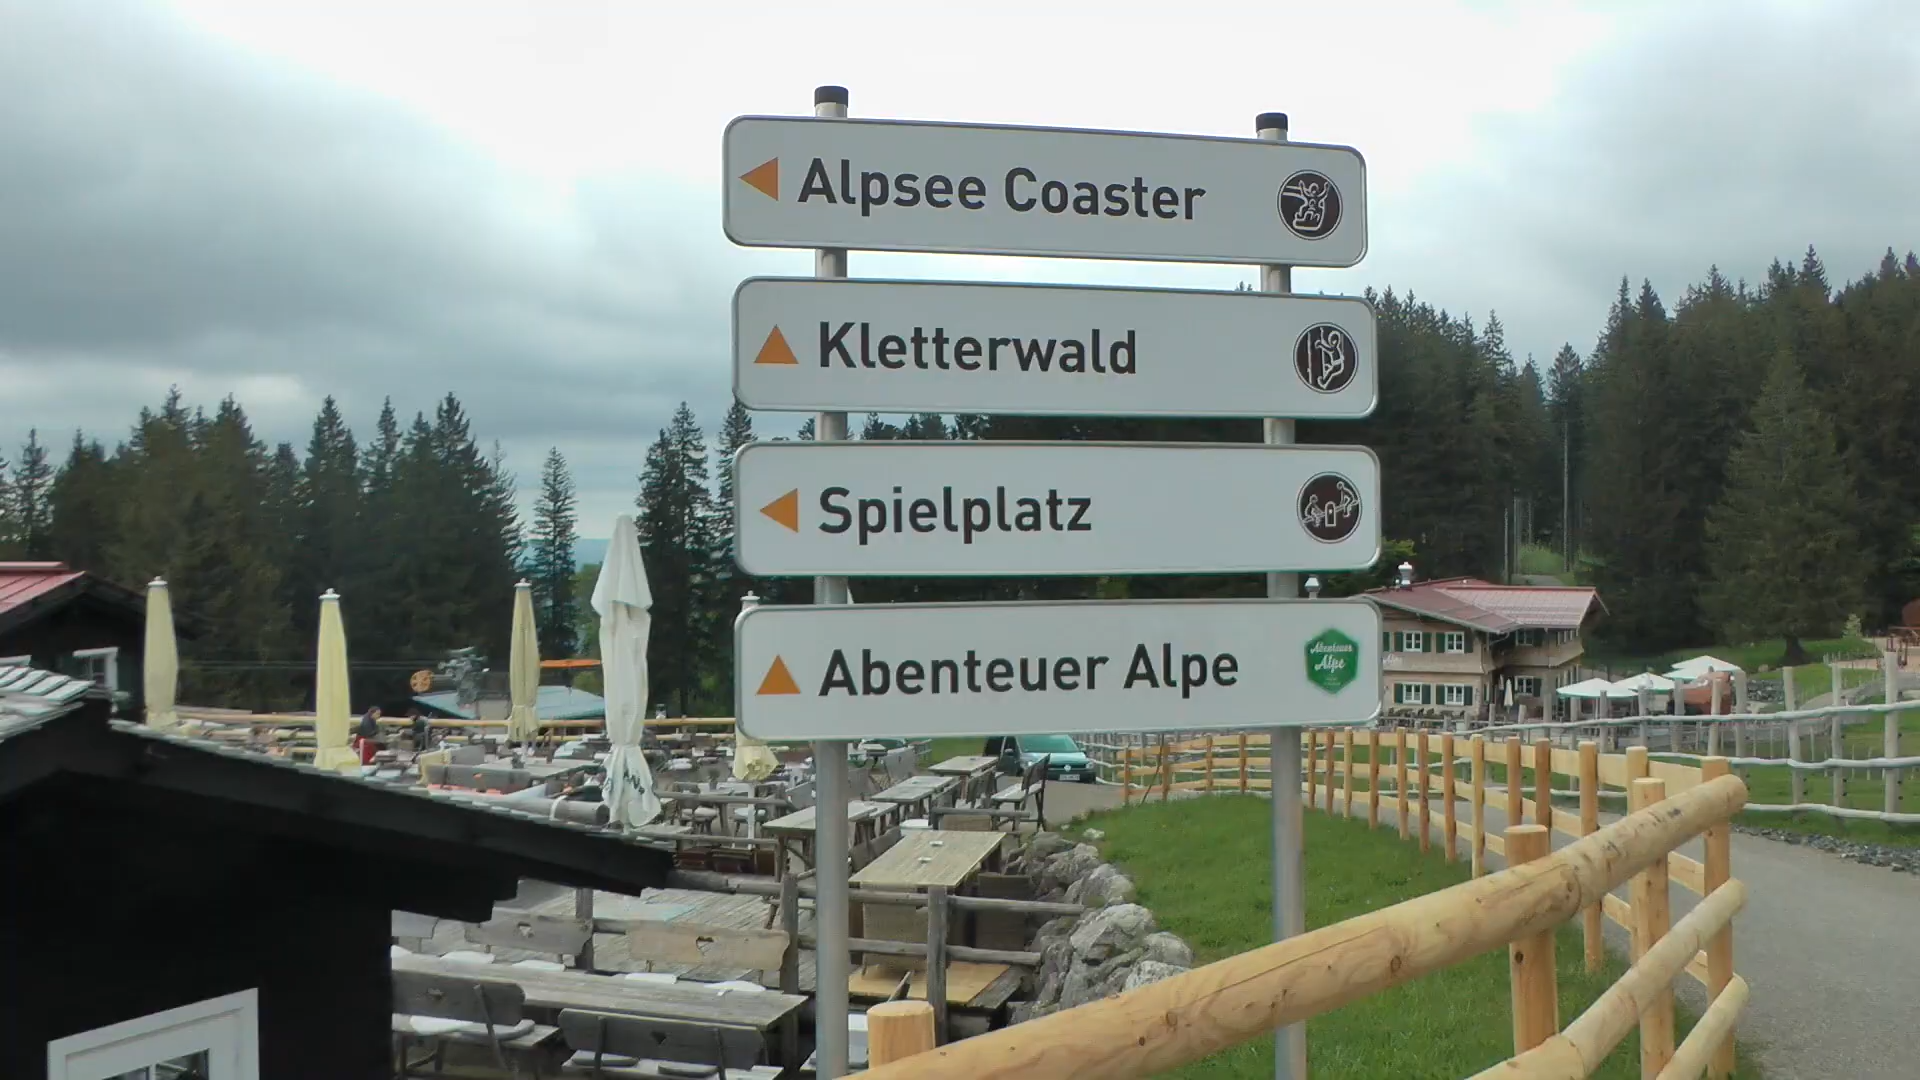 Alpsee Coaster
Kletterwald
Spielplatz
Abenteuer Alpe
Abenteuer
Alpe